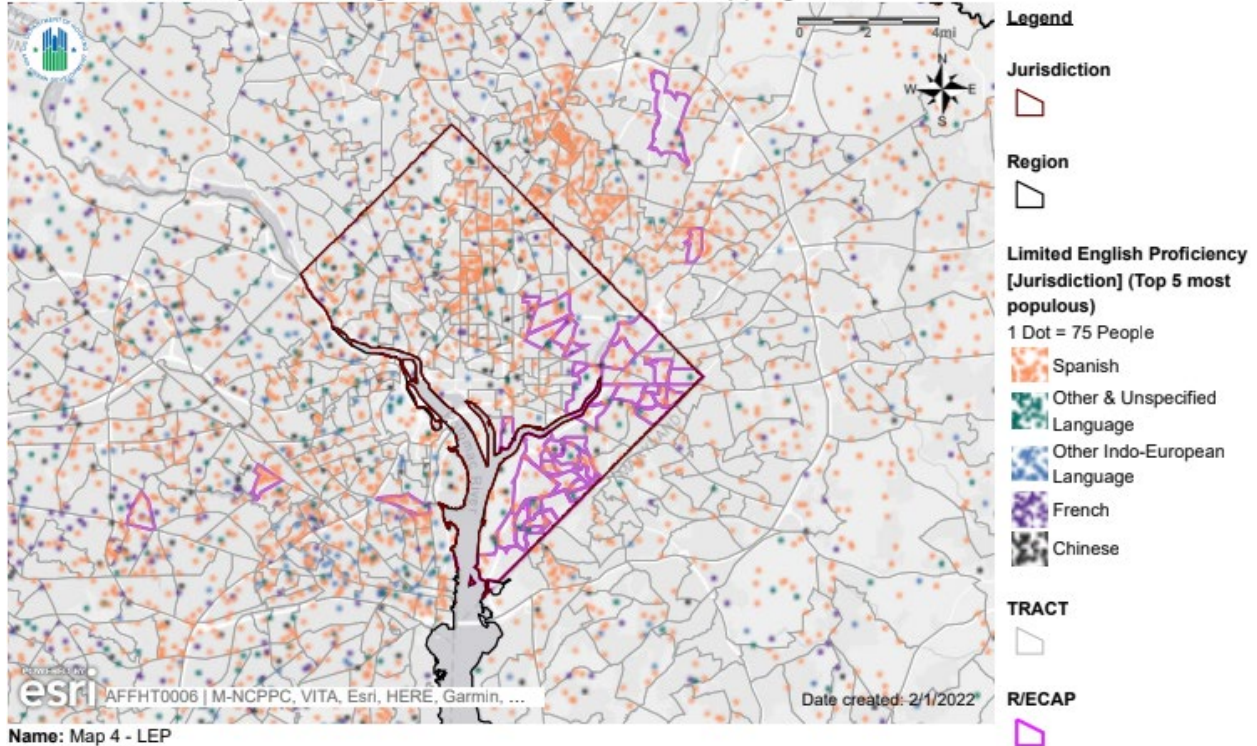 0 2 4mi
N
W E
S
esri
AFFHT0006 | M-NCPPC, VITA, Esri, HERE, Garmin, ...
Date created: 2/1/2022
Name: Map 4 - LEP
Legend
Jurisdiction
Region
Limited English Proficiency
[Jurisdiction] (Top 5 most
populous)
1 Dot = 75 People
Spanish
Other & Unspecified
Language
Other Indo-European
Language
French
Chinese
TRACT
R/ECAP